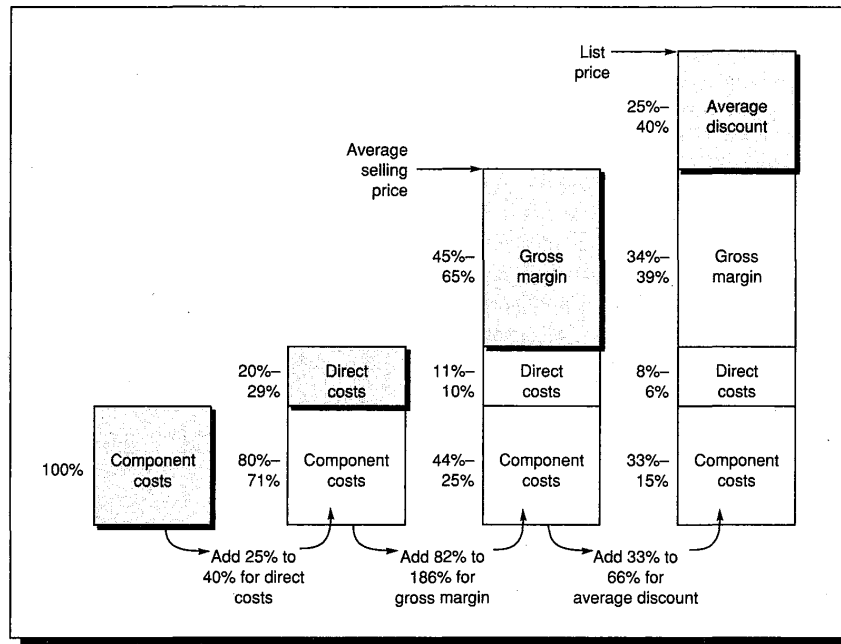 List
price
25%–
40%
Average
discount
Average
selling
price
45%–
65%
Gross
margin
34%–
39%
Gross
margin
20%–
29%
Direct
costs
11%–
10%
Direct
costs
8%–
6%
Direct
costs
100%
Component
costs
80%–
71%
Component
costs
44%–
25%
Component
costs
33%–
15%
Component
costs
Add 25% to
40% for direct
costs
Add 82% to
186% for
gross margin
Add 33% to
66% for
average discount